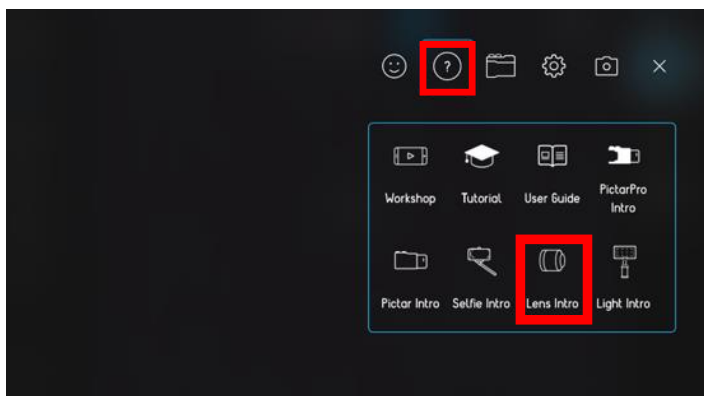 ?
Workshop Tutorial User Guide PictarPro
Intro
Pictar Intro Selfie Intro Lens Intro Light Intro